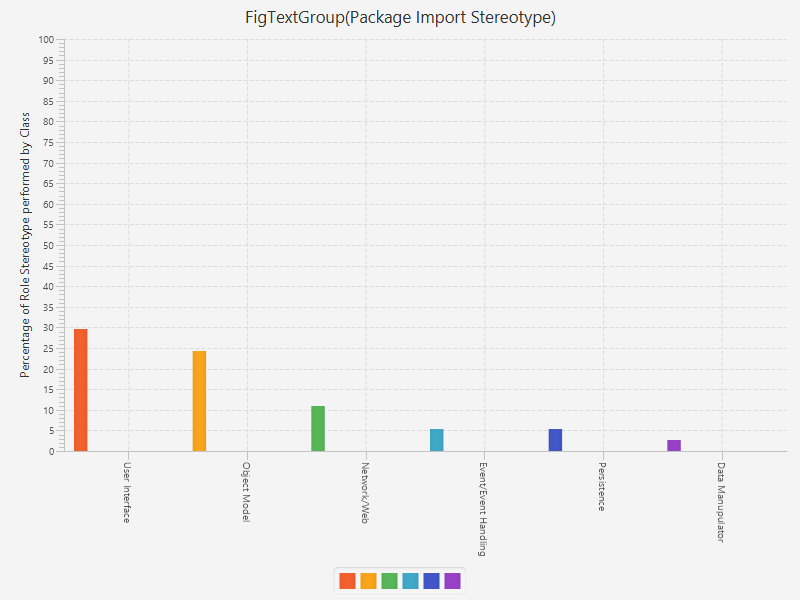 FigTextGroup(Package Import Stereotype)
Percentage of Role Stereotype performed by Class
100
95
90
85
80
75
70
65
60
55
50
45
40
35
30
25
20
15
10
5
0
User Interface
Object Model
Network/Web
Event/Event Handling
Persistence
Data Manupulator